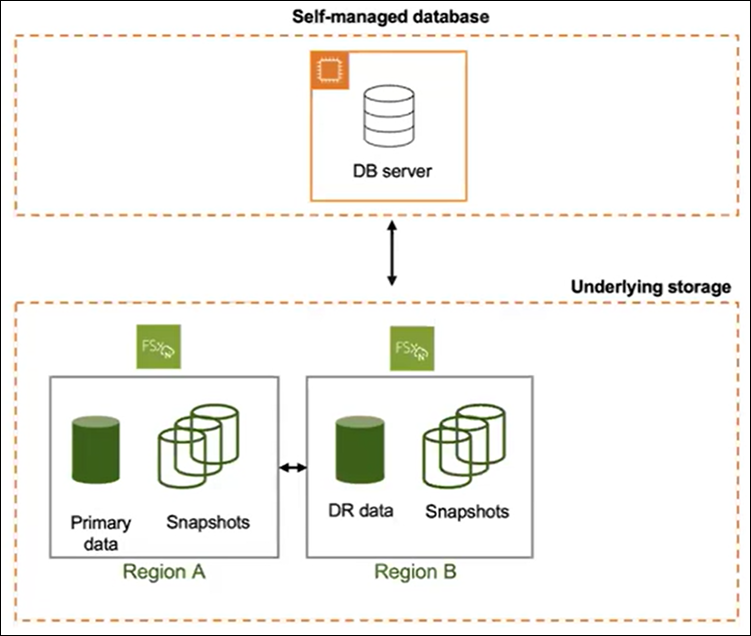 Self-managed database
DB server
Underlying storage
FSx
N
FSx
N
Primary
data
Snapshots
DR data
Snapshots
Region A
Region B